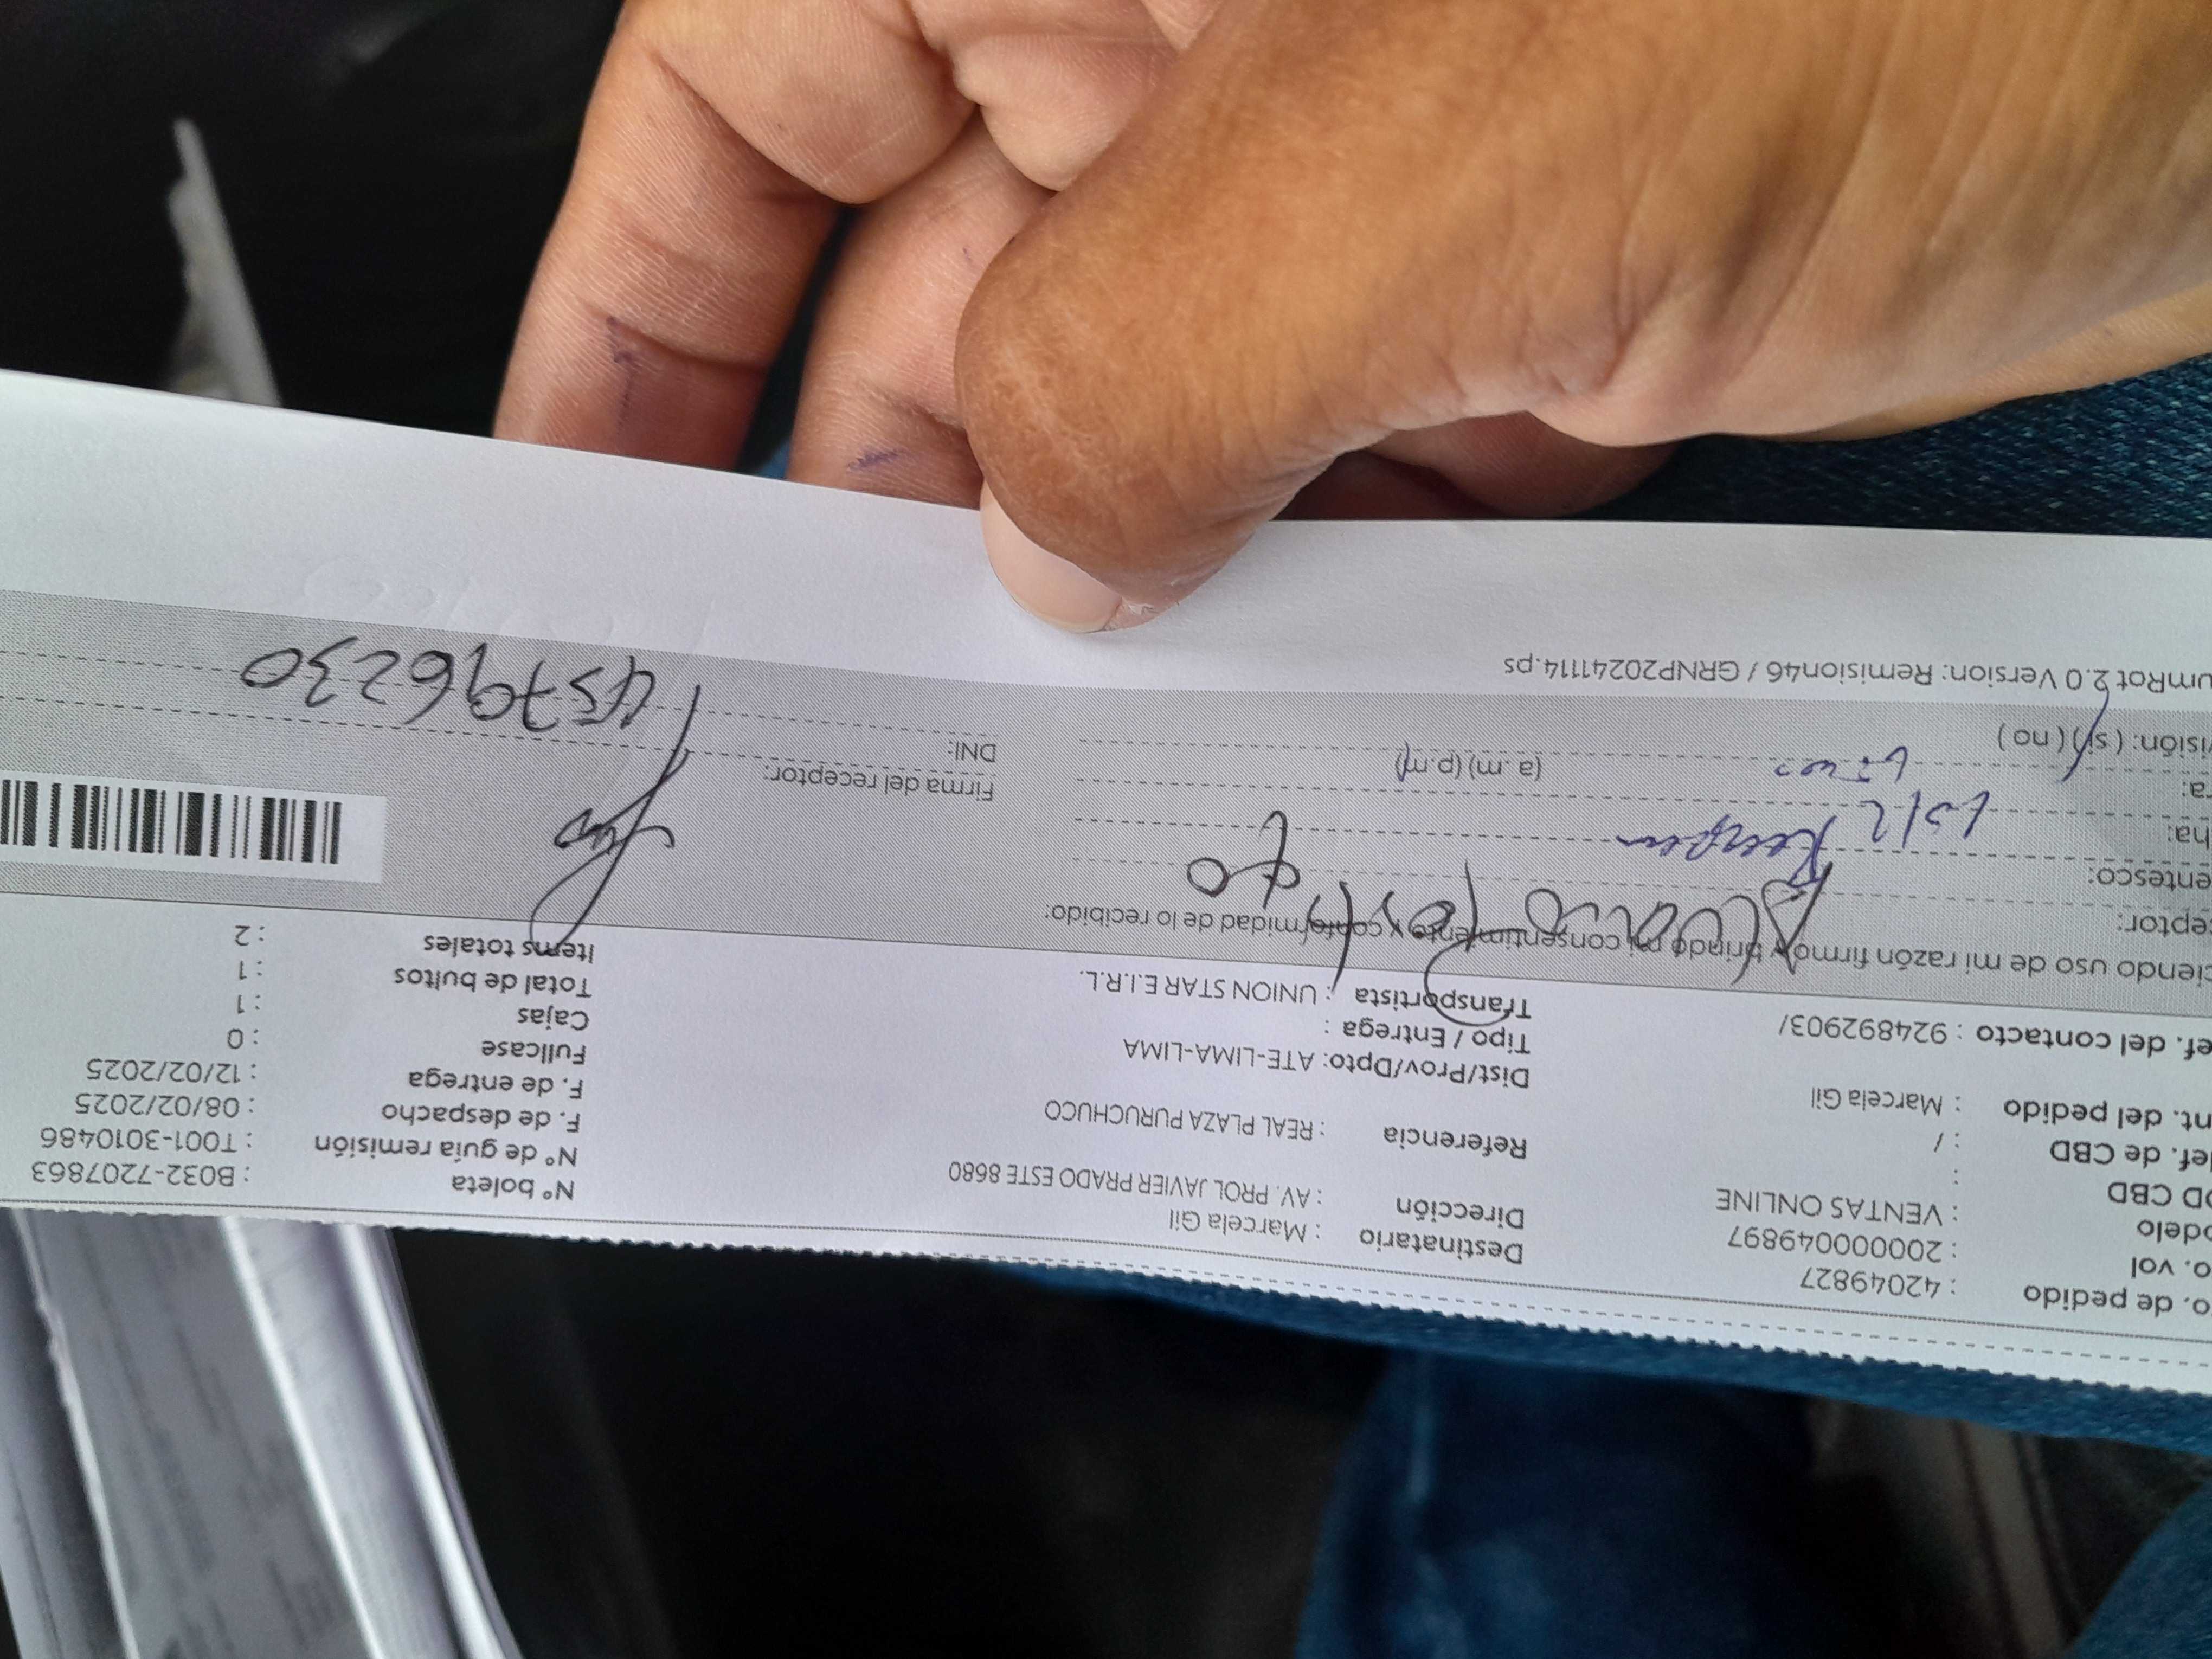 o. de pedido : 42049827
o. vol : 20000049897
odelo : VENTAS ONLINE
DD CBD :
ef. de CBD : /
nt. del pedido : Marcela Gil
ef. del contacto : 924892903/
Destinatario : Marcela Gil
Dirección : AV. PROL JAVIER PRADO ESTE 8680
Referencia : REAL PLAZA PURUCHUCO
Dist/Prov/Dpto: ATE-LIMA-LIMA
Tipo / Entrega :
Transportista : UNION STAR E.I.R.L.
N° boleta : B032-7207863
N° de guía remisión : T001-3010486
F. de despacho : 08/02/2025
F. de entrega : 12/02/2025
Fullcase : 0
Cajas : 1
Total de bultos : 1
Items totales : 2
ciendo uso de mi razón firmo y brindo mi consentimiento y conformidad de lo recibido:
ceptor:
entesco:
ha:
ra: (a.m) (p.m)
isión: ( si ) ( no )
Firma del receptor:
DNI: 45796230
umRot 2.0 Version: Remision46 / GRNP20241114.ps